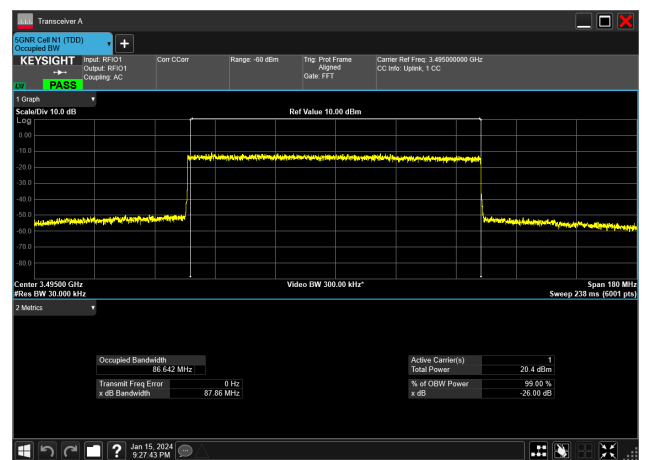 Transceiver A
5GNR Cell N1 (TDD)
Occupied BW
KEYSIGHT
LV
PASS
Input: RFIO1
Output: RFIO1
Coupling: AC
Corr CCorr
Range: -60 dBm
Trig: Prot Frame
Aligned
Gate: FFT
Carrier Ref Freq: 3.495000000 GHz
CC Info: Uplink, 1 CC
1 Graph
Scale/Div 10.0 dB
Ref Value 10.00 dBm
Log
0.00
-10.0
-20.0
-30.0
-40.0
-50.0
-60.0
-70.0
-80.0
Center 3.49500 GHz
Video BW 300.00 kHz*
Span 180 MHz
#Res BW 30.000 kHz
Sweep 238 ms (6001 pts)
2 Metrics
Occupied Bandwidth
86.642 MHz
Active Carrier(s) 1
Total Power 20.4 dBm
Transmit Freq Error 0 Hz
x dB Bandwidth 87.86 MHz
% of OBW Power 99.00 %
x dB -26.00 dB
Jan 15, 2024
9:27:43 PM